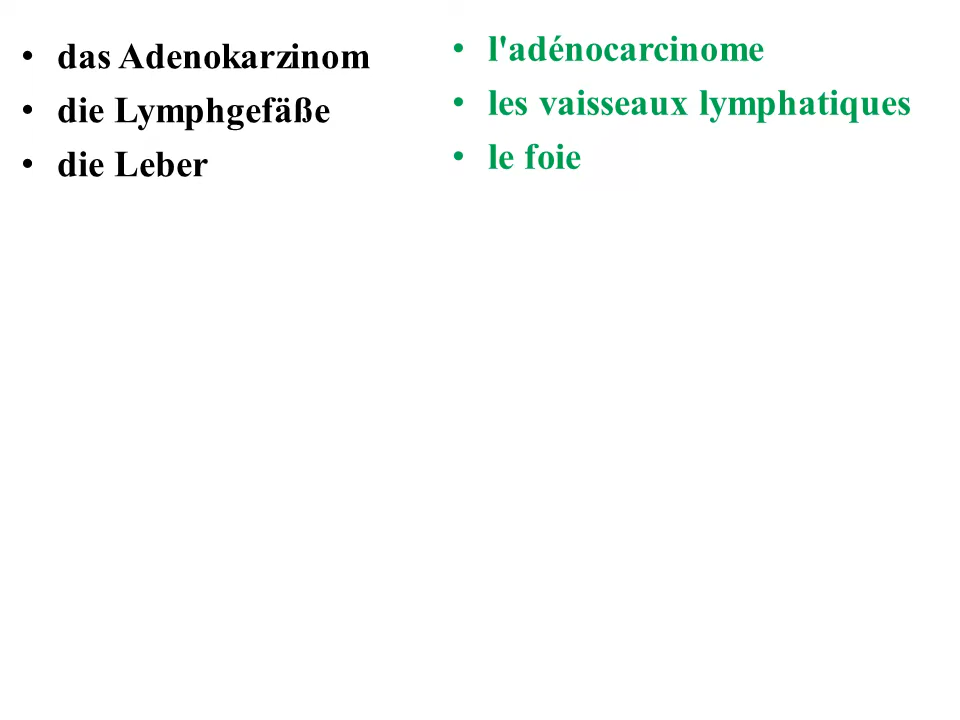 • das Adenokarzinom
• die Lymphgefäße
• die Leber
• l'adénocarcinome
• les vaisseaux lymphatiques
• le foie